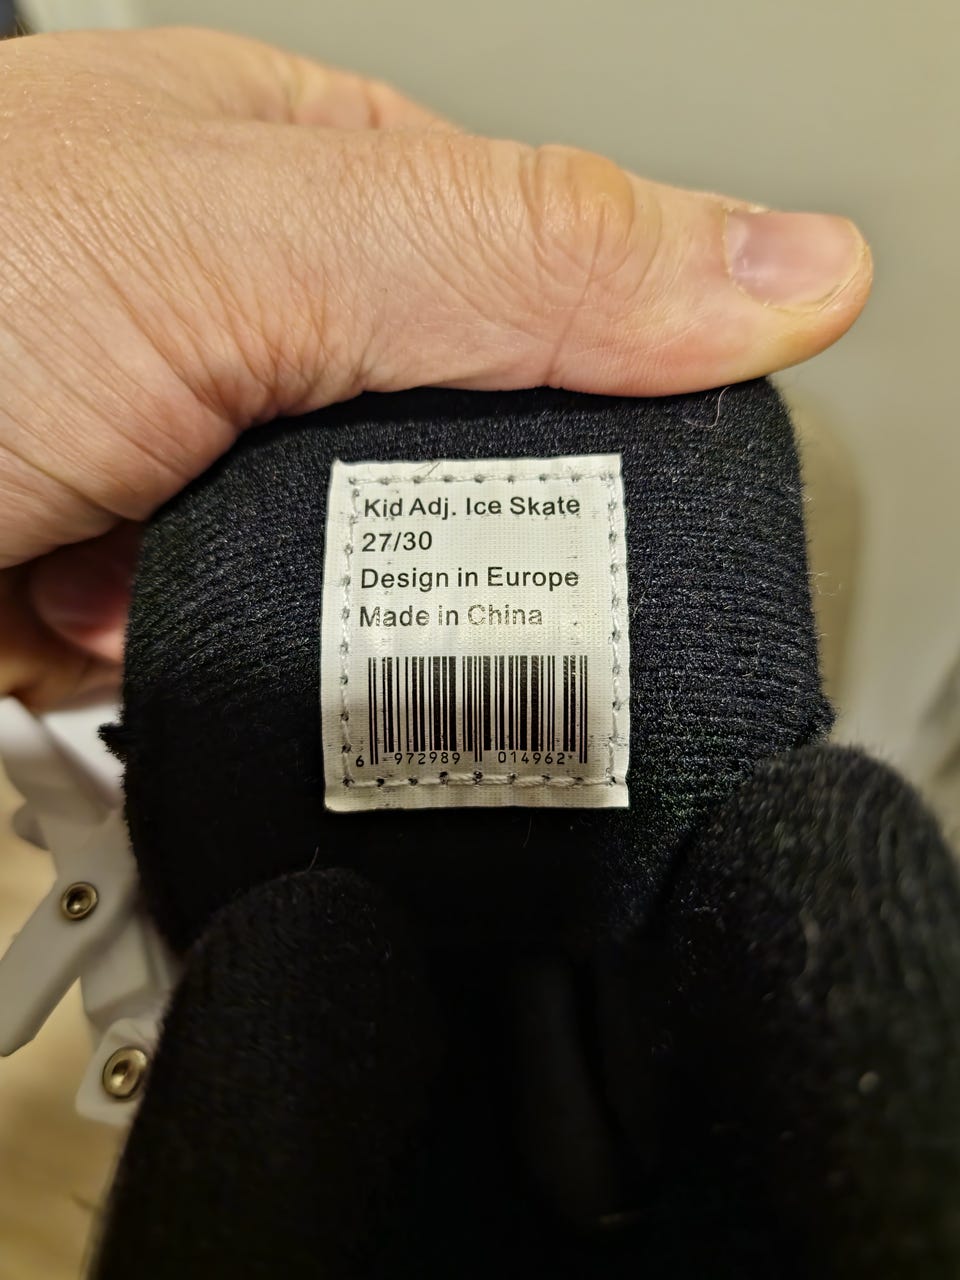 Kid Adj. Ice Skate
27/30
Design in Europe
Made in China
6 972989 014962